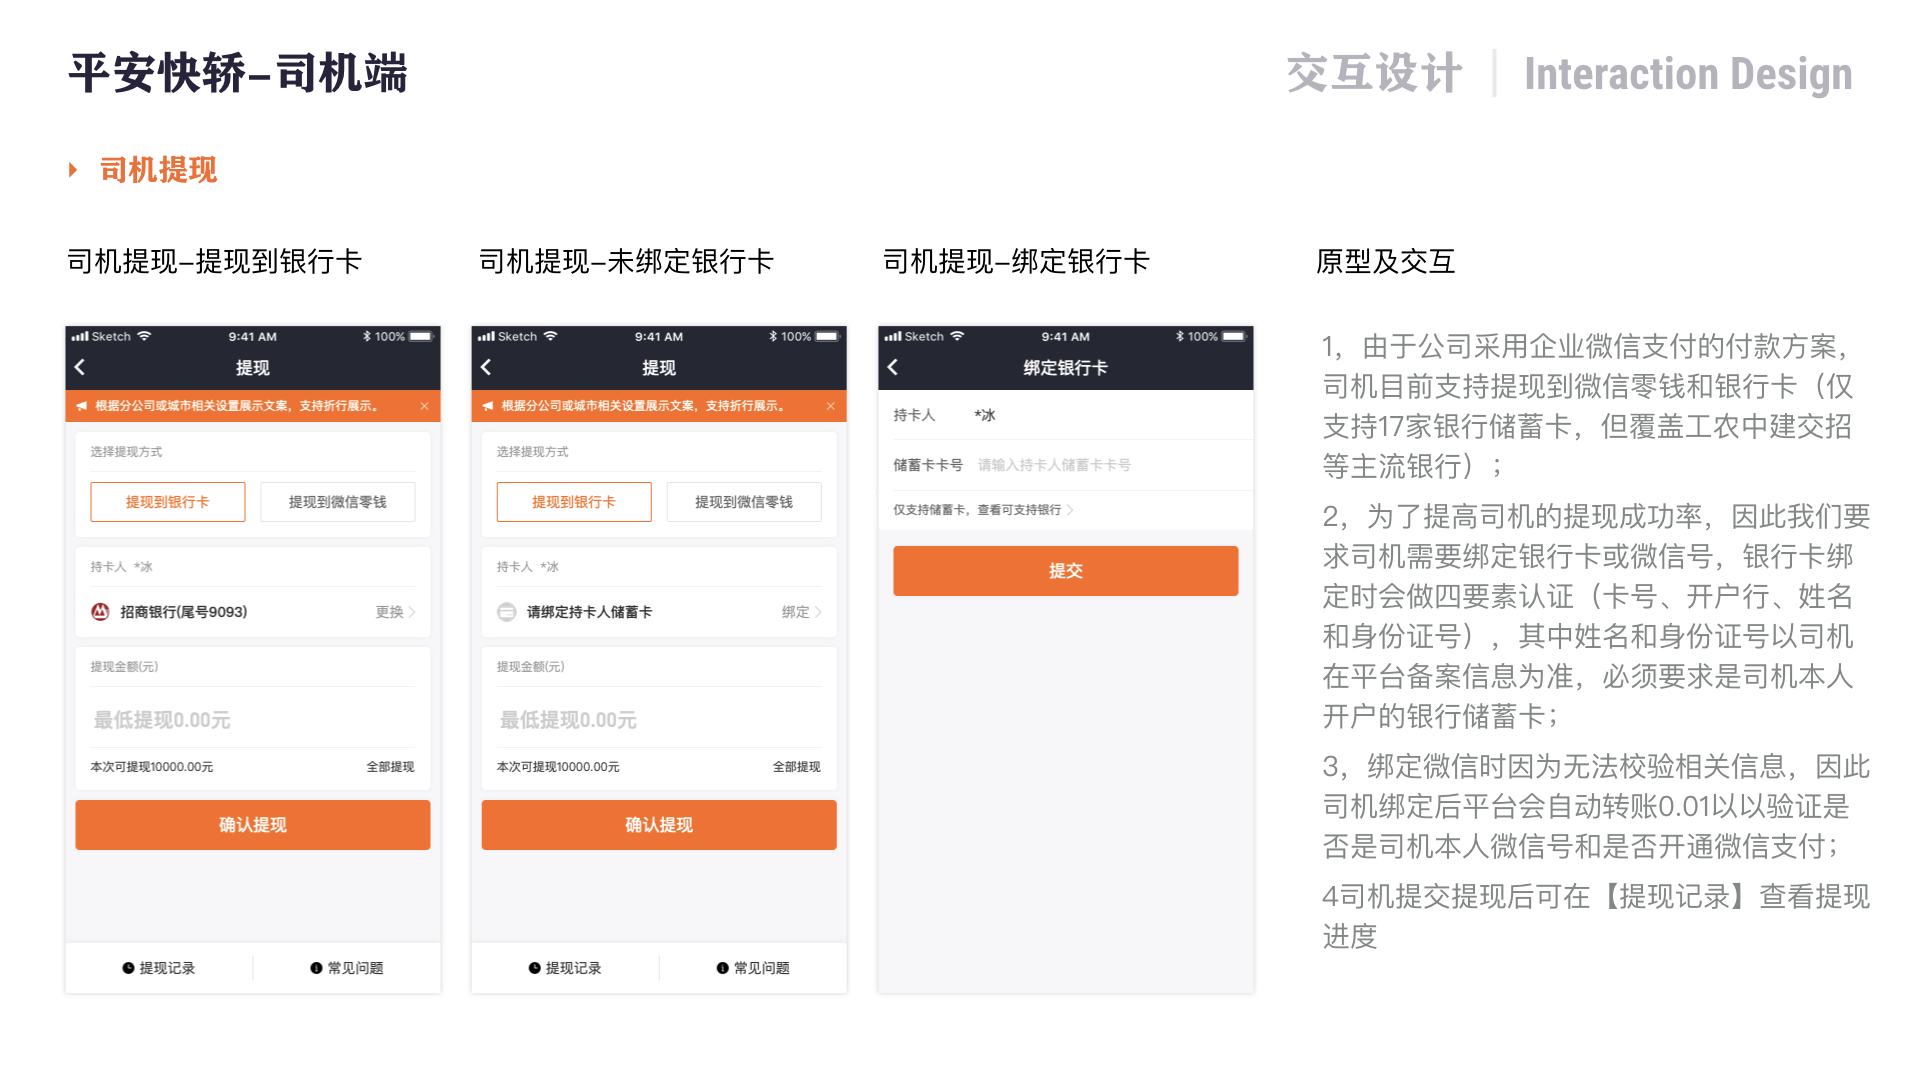 平安快轿–司机端
交互设计 | Interaction Design
司机提现
司机提现–提现到银行卡
Sketch 9:41 AM 100%
提现
根据分公司或城市相关设置展示文案，支持折行展示。 ×
选择提现方式
提现到银行卡 提现到微信零钱
持卡人 *冰
招商银行(尾号9093) 更换
提现金额(元)
最低提现0.00元
本次可提现10000.00元 全部提现
确认提现
提现记录 常见问题
司机提现–未绑定银行卡
Sketch 9:41 AM 100%
提现
根据分公司或城市相关设置展示文案，支持折行展示。 ×
选择提现方式
提现到银行卡 提现到微信零钱
持卡人 *冰
请绑定持卡人储蓄卡 绑定
提现金额(元)
最低提现0.00元
本次可提现10000.00元 全部提现
确认提现
提现记录 常见问题
司机提现–绑定银行卡
Sketch 9:41 AM 100%
绑定银行卡
持卡人 *冰
储蓄卡卡号 请输入持卡人储蓄卡卡号
仅支持储蓄卡，查看可支持银行
提交
原型及交互
1，由于公司采用企业微信支付的付款方案，
司机目前支持提现到微信零钱和银行卡（仅
支持17家银行储蓄卡，但覆盖工农中建交招
等主流银行）；
2，为了提高司机的提现成功率，因此我们要
求司机需要绑定银行卡或微信号，银行卡绑
定时会做四要素认证（卡号、开户行、姓名
和身份证号），其中姓名和身份证号以司机
在平台备案信息为准，必须要求是司机本人
开户的银行储蓄卡；
3，绑定微信时因为无法校验相关信息，因此
司机绑定后平台会自动转账0.01以以验证是
否是司机本人微信号和是否开通微信支付；
4司机提交提现后可在【提现记录】查看提现
进度